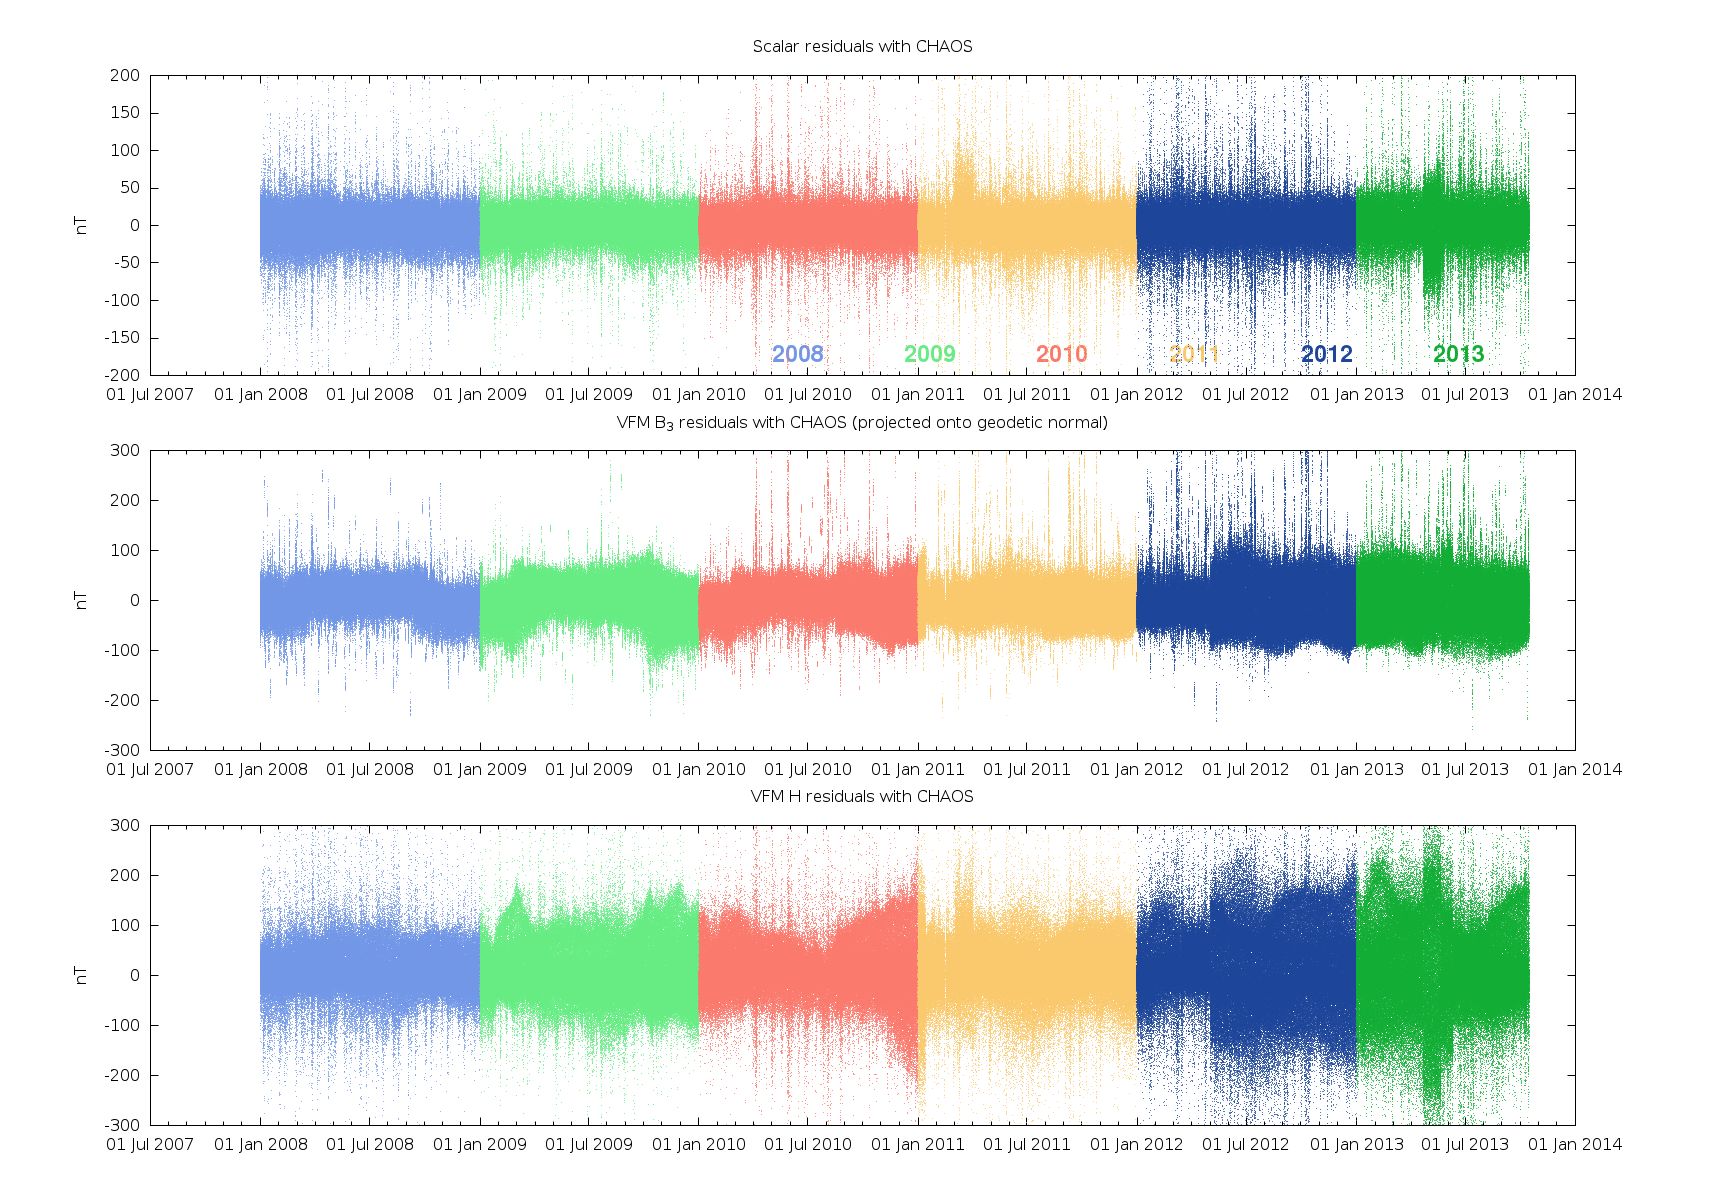 Scalar residuals with CHAOS
200
150
100
50
0
-50
-100
-150
-200
nT
2008 2009 2010 2011 2012 2013
01 Jul 2007 01 Jan 2008 01 Jul 2008 01 Jan 2009 01 Jul 2009 01 Jan 2010 01 Jul 2010 01 Jan 2011 01 Jul 2011 01 Jan 2012 01 Jul 2012 01 Jan 2013 01 Jul 2013 01 Jan 2014
VFM B3 residuals with CHAOS (projected onto geodetic normal)
300
200
100
0
-100
-200
-300
nT
01 Jul 2007 01 Jan 2008 01 Jul 2008 01 Jan 2009 01 Jul 2009 01 Jan 2010 01 Jul 2010 01 Jan 2011 01 Jul 2011 01 Jan 2012 01 Jul 2012 01 Jan 2013 01 Jul 2013 01 Jan 2014
VFM H residuals with CHAOS
300
200
100
0
-100
-200
-300
nT
01 Jul 2007 01 Jan 2008 01 Jul 2008 01 Jan 2009 01 Jul 2009 01 Jan 2010 01 Jul 2010 01 Jan 2011 01 Jul 2011 01 Jan 2012 01 Jul 2012 01 Jan 2013 01 Jul 2013 01 Jan 2014